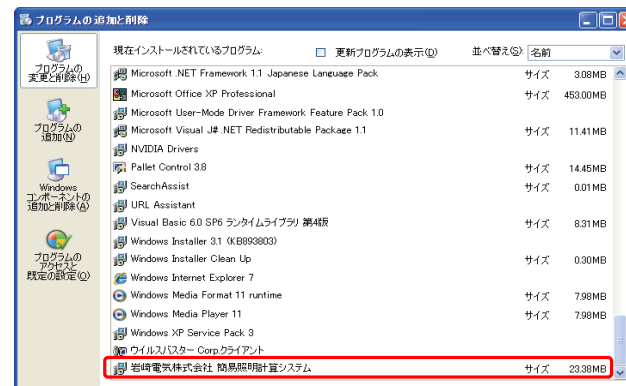 プログラムの追加と削除
現在インストールされているプログラム: 更新プログラムの表示(D) 並べ替え(S): 名前
プログラムの
変更と削除(H)
プログラムの
追加(N)
Windows
コンポーネントの
追加と削除(A)
プログラムの
アクセスと
既定の設定(O)
Microsoft .NET Framework 1.1 Japanese Language Pack サイズ 3.08MB
Microsoft Office XP Professional サイズ 453.00MB
Microsoft User-Mode Driver Framework Feature Pack 1.0
Microsoft Visual J# .NET Redistributable Package 1.1 サイズ 11.41MB
NVIDIA Drivers
Pallet Control 3.8 サイズ 14.45MB
SearchAssist サイズ 0.01MB
URL Assistant
Visual Basic 6.0 SP6 ランタイムライブラリ 第4版 サイズ 8.31MB
Windows Installer 3.1 (KB893803)
Windows Installer Clean Up サイズ 0.30MB
Windows Internet Explorer 7
Windows Media Format 11 runtime サイズ 7.98MB
Windows Media Player 11 サイズ 7.98MB
Windows XP Service Pack 3
ウイルスバスター Corp.クライアント
岩崎電気株式会社 簡易照明計算システム サイズ 23.38MB